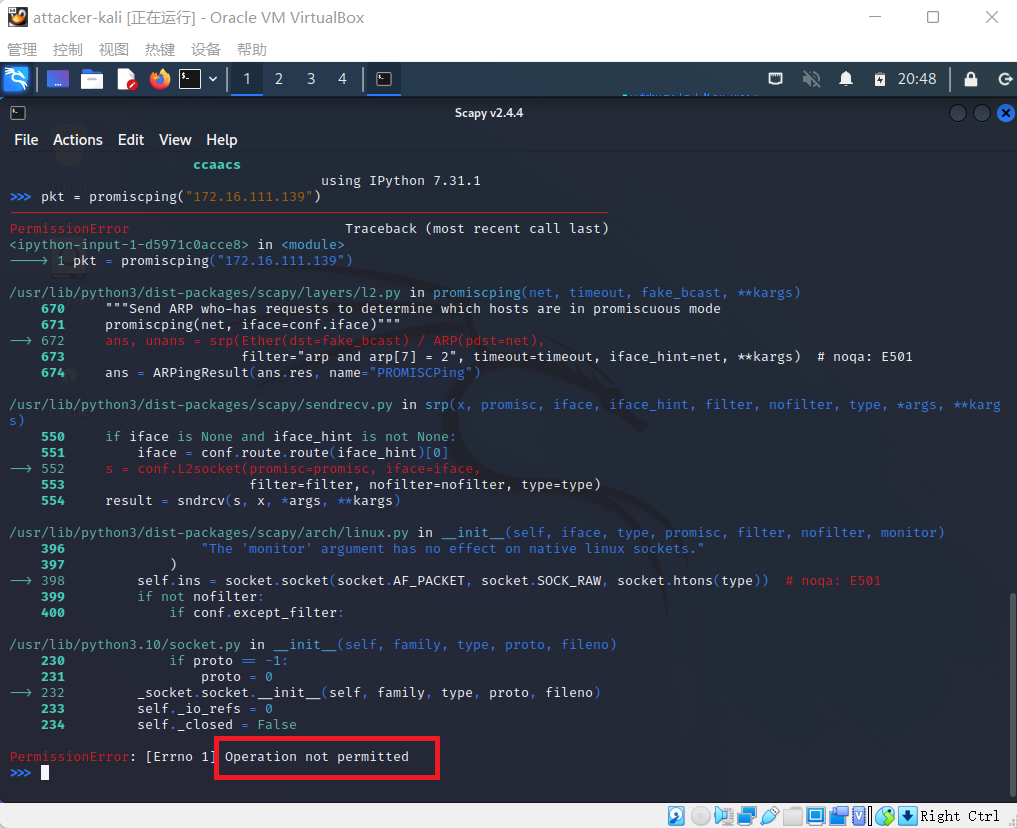 attacker-kali [正在运行] - Oracle VM VirtualBox
管理 控制 视图 热键 设备 帮助
1 2 3 4 20:48
Scapy v2.4.4
File Actions Edit View Help
ccaacs
using IPython 7.31.1
>>> pkt = promiscping("172.16.111.139")
PermissionError Traceback (most recent call last)
<ipython-input-1-d5971c0acce8> in <module>
⟶ 1 pkt = promiscping("172.16.111.139")
/usr/lib/python3/dist-packages/scapy/layers/l2.py in promiscping(net, timeout, fake_bcast, **kargs)
670 """Send ARP who-has requests to determine which hosts are in promiscuous mode
671 promiscping(net, iface=conf.iface)"""
→ 672 ans, unans = srp(Ether(dst=fake_bcast) / ARP(pdst=net),
673 filter="arp and arp[7] = 2", timeout=timeout, iface_hint=net, **kargs) # noqa: E501
674 ans = ARPingResult(ans.res, name="PROMISCPing")
/usr/lib/python3/dist-packages/scapy/sendrecv.py in srp(x, promisc, iface, iface_hint, filter, nofilter, type, *args, **karg
s)
550 if iface is None and iface_hint is not None:
551 iface = conf.route.route(iface_hint)[0]
→ 552 s = conf.L2socket(promisc=promisc, iface=iface,
553 filter=filter, nofilter=nofilter, type=type)
554 result = sndrcv(s, x, *args, **kargs)
/usr/lib/python3/dist-packages/scapy/arch/linux.py in __init__(self, iface, type, promisc, filter, nofilter, monitor)
396 "The 'monitor' argument has no effect on native linux sockets."
397 )
→ 398 self.ins = socket.socket(socket.AF_PACKET, socket.SOCK_RAW, socket.htons(type)) # noqa: E501
399 if not nofilter:
400 if conf.except_filter:
/usr/lib/python3.10/socket.py in __init__(self, family, type, proto, fileno)
230 if proto == -1:
231 proto = 0
→ 232 _socket.socket.__init__(self, family, type, proto, fileno)
233 self._io_refs = 0
234 self._closed = False
PermissionError: [Errno 1] Operation not permitted
>>>
Right Ctrl